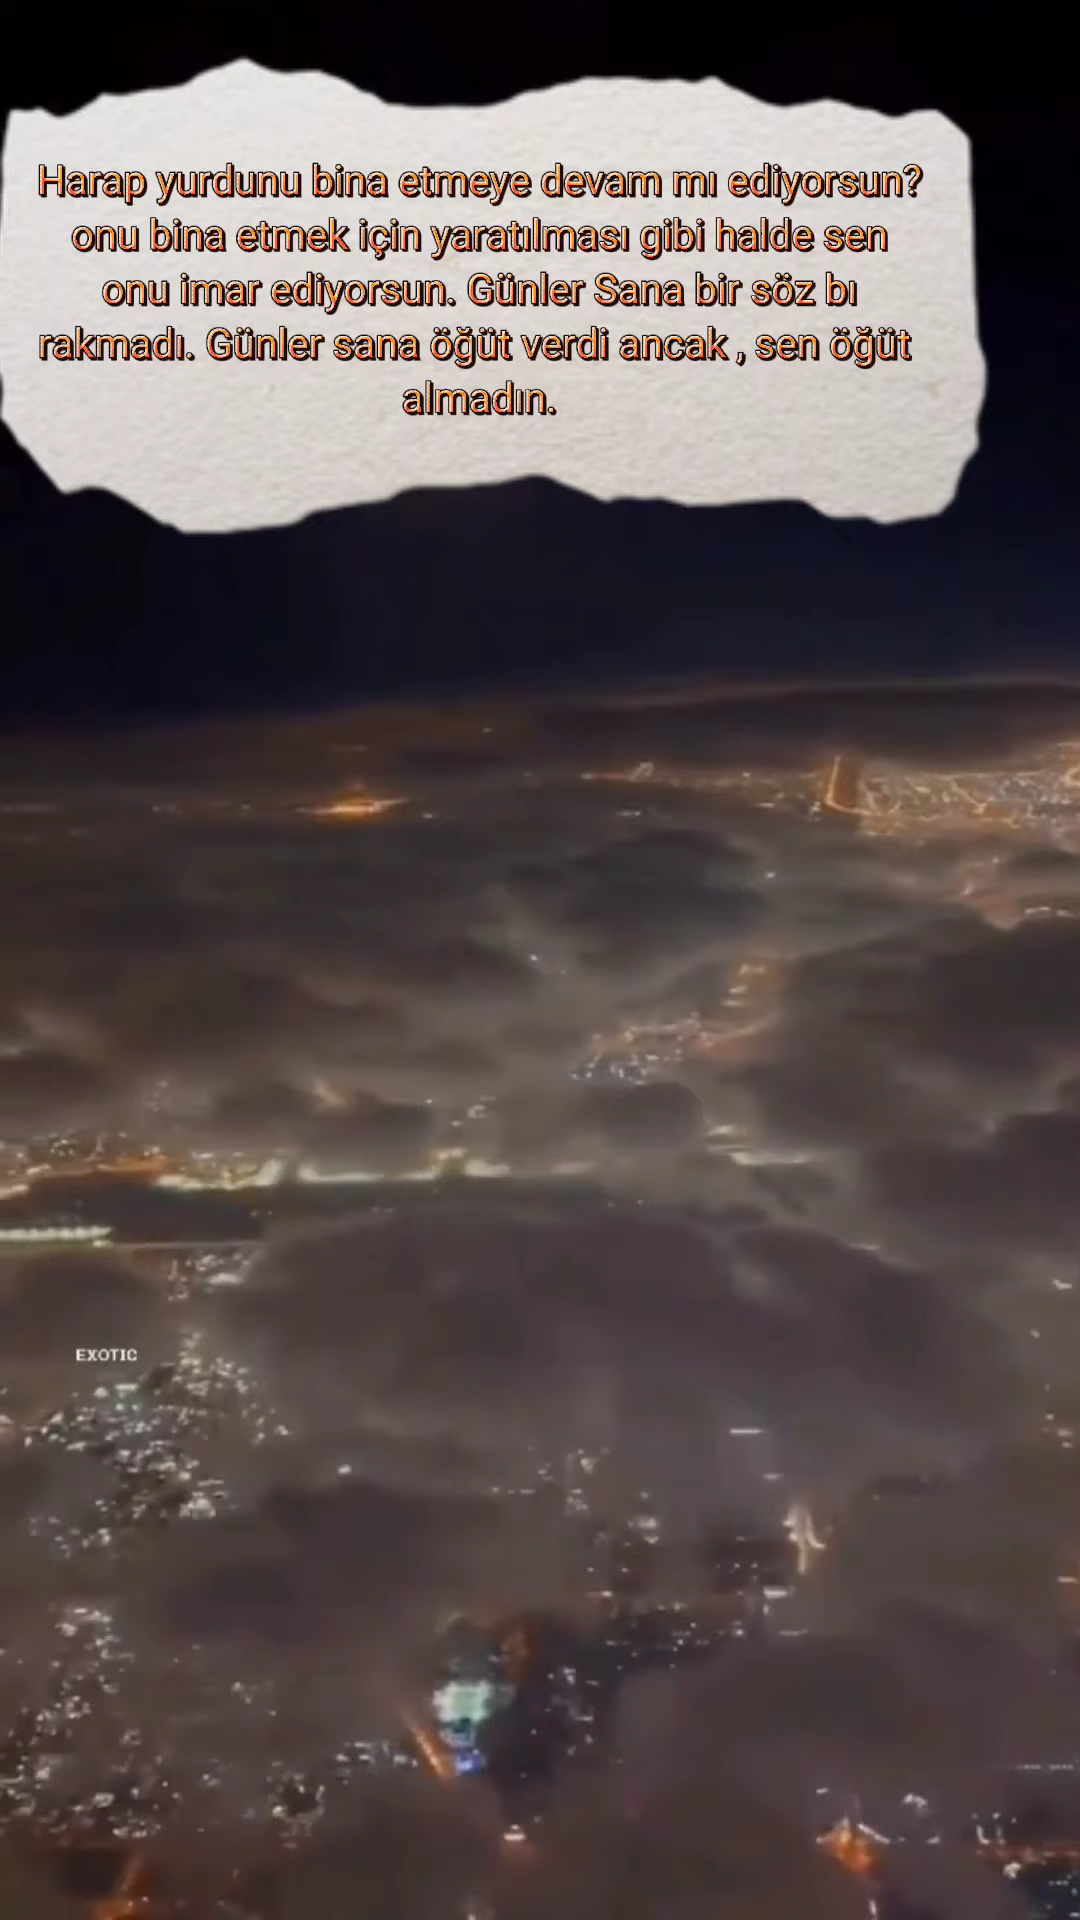 Harap yurdunu bina etmeye devam mı ediyorsun?
onu bina etmek için yaratılması gibi halde sen
onu imar ediyorsun. Günler Sana bir söz bı
rakmadı. Günler sana öğüt verdi ancak , sen öğüt
almadın.
EXOTIC